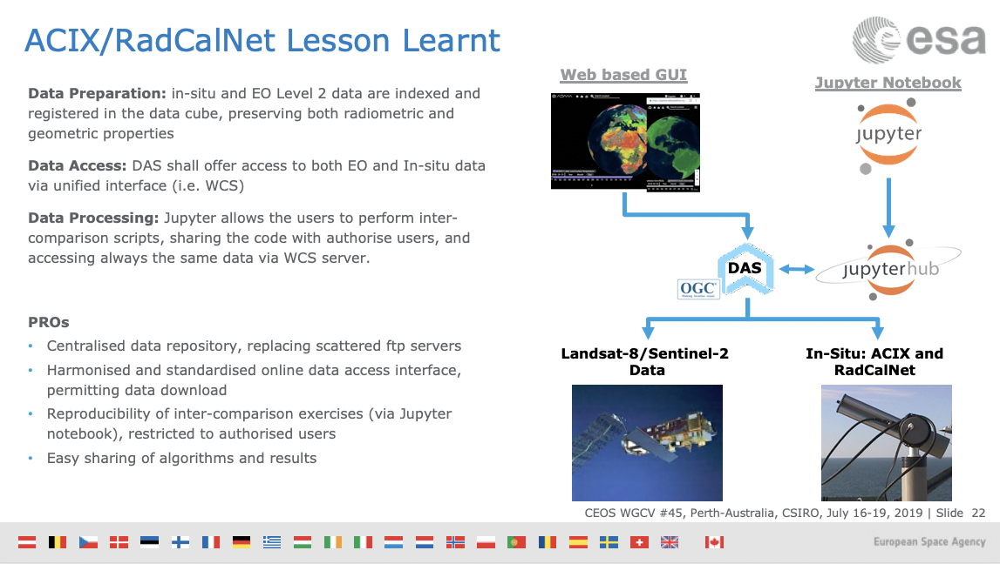 ACIX/RadCalNet Lesson Learnt
esa
Data Preparation: in-situ and EO Level 2 data are indexed and
registered in the data cube, preserving both radiometric and
geometric properties
Data Access: DAS shall offer access to both EO and In-situ data
via unified interface (i.e. WCS)
Data Processing: Jupyter allows the users to perform inter-
comparison scripts, sharing the code with authorise users, and
accessing always the same data via WCS server.
PROs
• Centralised data repository, replacing scattered ftp servers
• Harmonised and standardised online data access interface,
permitting data download
• Reproducibility of inter-comparison exercises (via Jupyter
notebook), restricted to authorised users
• Easy sharing of algorithms and results
Web based GUI
Jupyter Notebook
jupyter
DAS
OGC®
jupyterhub
Landsat-8/Sentinel-2
Data
In-Situ: ACIX and
RadCalNet
CEOS WGCV #45, Perth-Australia, CSIRO, July 16-19, 2019 | Slide 22
European Space Agency